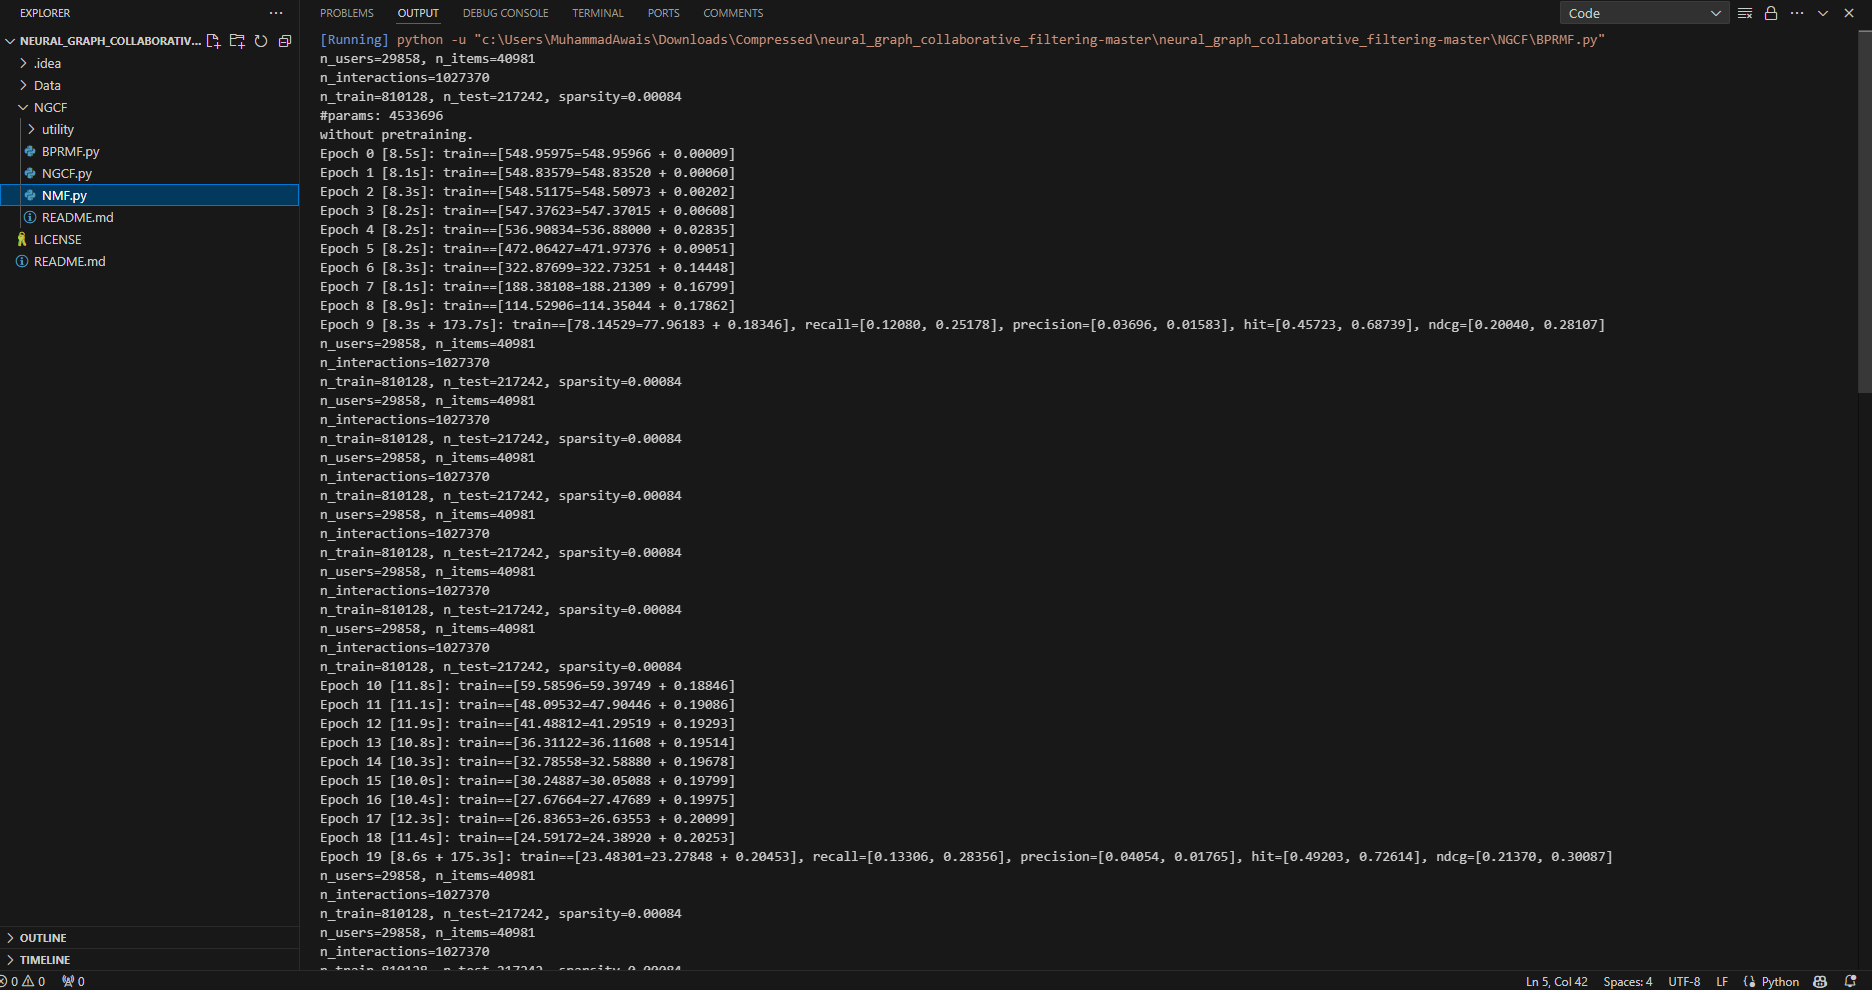 EXPLORER
NEURAL_GRAPH_COLLABORATIV...
.idea
Data
NGCF
utility
BPRMF.py
NGCF.py
NMF.py
README.md
LICENSE
README.md
OUTLINE
TIMELINE
PROBLEMS OUTPUT DEBUG CONSOLE TERMINAL PORTS COMMENTS
Code
[Running] python -u "c:\Users\MuhammadAwais\Downloads\Compressed\neural_graph_collaborative_filtering-master\neural_graph_collaborative_filtering-master\NGCF\BPRMF.py"
n_users=29858, n_items=40981
n_interactions=1027370
n_train=810128, n_test=217242, sparsity=0.00084
#params: 4533696
without pretraining.
Epoch 0 [8.5s]: train==[548.95975=548.95966 + 0.00009]
Epoch 1 [8.1s]: train==[548.83579=548.83520 + 0.00060]
Epoch 2 [8.3s]: train==[548.51175=548.50973 + 0.00202]
Epoch 3 [8.2s]: train==[547.37623=547.37015 + 0.00608]
Epoch 4 [8.2s]: train==[536.90834=536.88000 + 0.02835]
Epoch 5 [8.2s]: train==[472.06427=471.97376 + 0.09051]
Epoch 6 [8.3s]: train==[322.87699=322.73251 + 0.14448]
Epoch 7 [8.1s]: train==[188.38108=188.21309 + 0.16799]
Epoch 8 [8.9s]: train==[114.52906=114.35044 + 0.17862]
Epoch 9 [8.3s + 173.7s]: train==[78.14529=77.96183 + 0.18346], recall=[0.12080, 0.25178], precision=[0.03696, 0.01583], hit=[0.45723, 0.68739], ndcg=[0.20040, 0.28107]
n_users=29858, n_items=40981
n_interactions=1027370
n_train=810128, n_test=217242, sparsity=0.00084
n_users=29858, n_items=40981
n_interactions=1027370
n_train=810128, n_test=217242, sparsity=0.00084
n_users=29858, n_items=40981
n_interactions=1027370
n_train=810128, n_test=217242, sparsity=0.00084
n_users=29858, n_items=40981
n_interactions=1027370
n_train=810128, n_test=217242, sparsity=0.00084
n_users=29858, n_items=40981
n_interactions=1027370
n_train=810128, n_test=217242, sparsity=0.00084
n_users=29858, n_items=40981
n_interactions=1027370
n_train=810128, n_test=217242, sparsity=0.00084
Epoch 10 [11.8s]: train==[59.58596=59.39749 + 0.18846]
Epoch 11 [11.1s]: train==[48.09532=47.90446 + 0.19086]
Epoch 12 [11.9s]: train==[41.48812=41.29519 + 0.19293]
Epoch 13 [10.8s]: train==[36.31122=36.11608 + 0.19514]
Epoch 14 [10.3s]: train==[32.78558=32.58880 + 0.19678]
Epoch 15 [10.0s]: train==[30.24887=30.05088 + 0.19799]
Epoch 16 [10.4s]: train==[27.67664=27.47689 + 0.19975]
Epoch 17 [12.3s]: train==[26.83653=26.63553 + 0.20099]
Epoch 18 [11.4s]: train==[24.59172=24.38920 + 0.20253]
Epoch 19 [8.6s + 175.3s]: train==[23.48301=23.27848 + 0.20453], recall=[0.13306, 0.28356], precision=[0.04054, 0.01765], hit=[0.49203, 0.72614], ndcg=[0.21370, 0.30087]
n_users=29858, n_items=40981
n_interactions=1027370
n_train=810128, n_test=217242, sparsity=0.00084
n_users=29858, n_items=40981
n_interactions=1027370
n_train=810128, n_test=217242, sparsity=0.00084
0 0 0 Ln 5, Col 42 Spaces: 4 UTF-8 LF Python